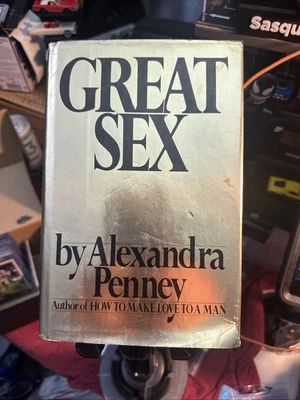 GREAT
SEX
by Alexandra
Penney
Author of HOW TO MAKE LOVE TO A MAN
Sasqu